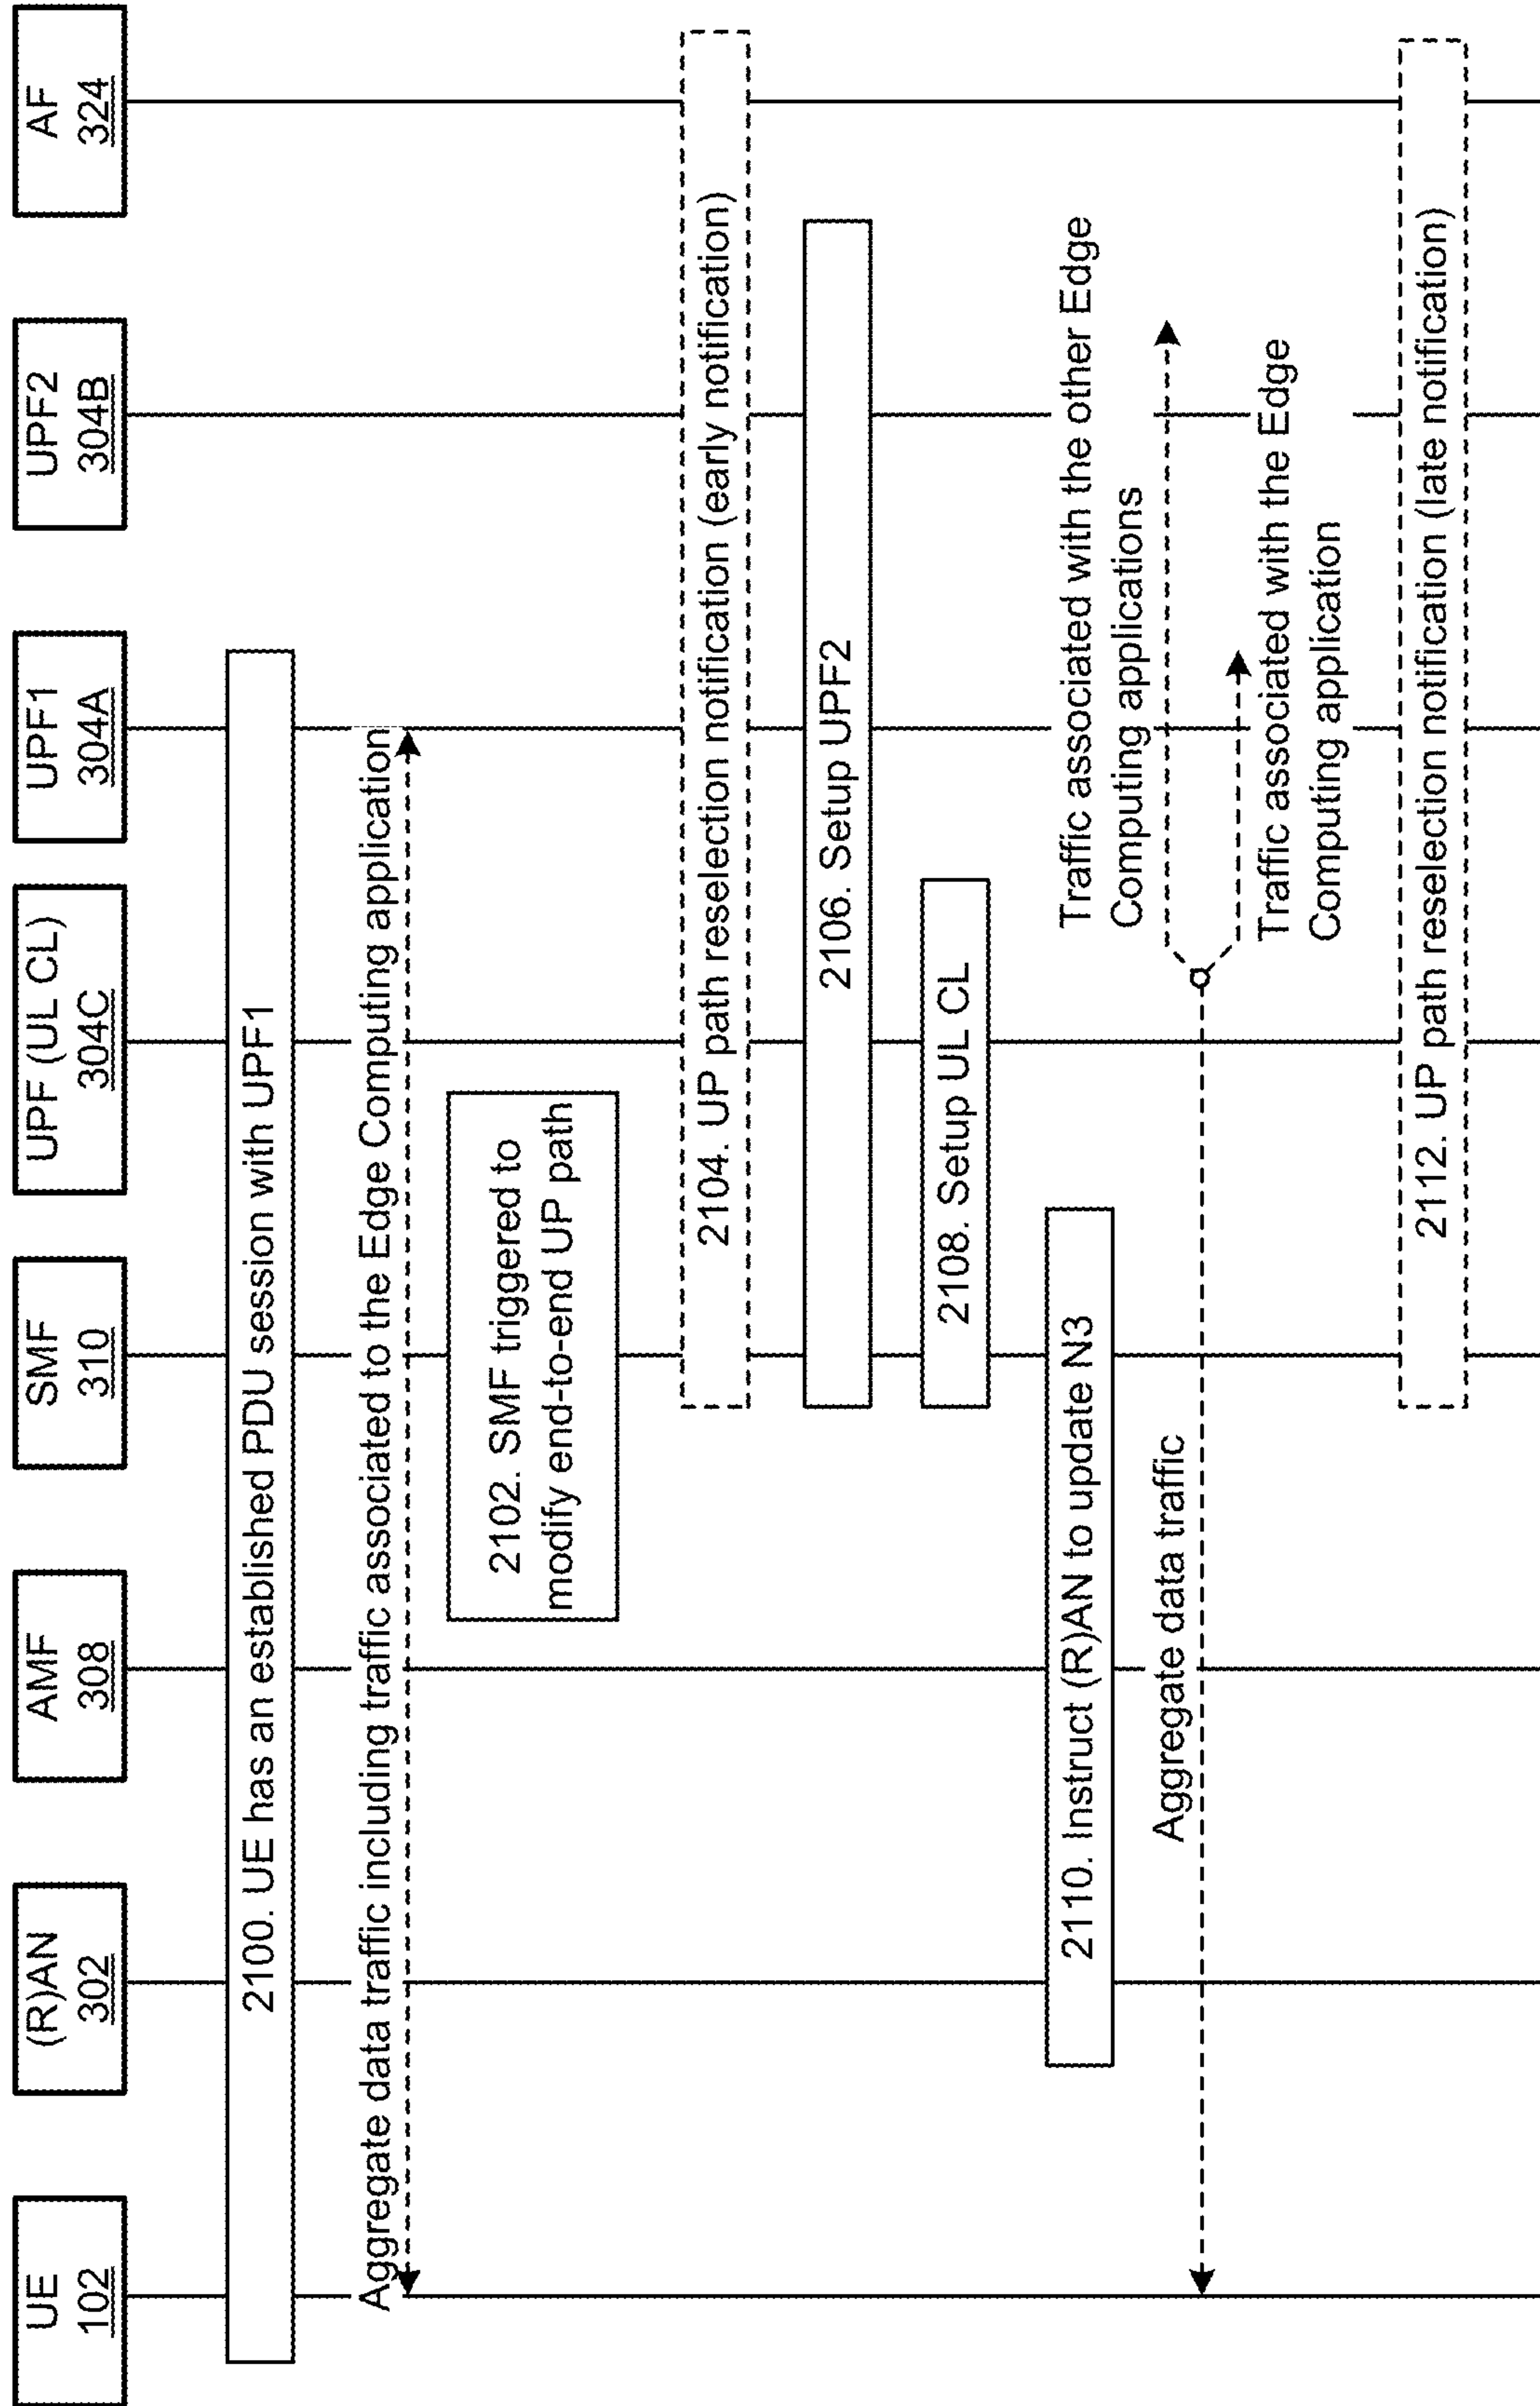 UE
102
(R)AN
302
AMF
308
SMF
310
UPF (UL CL)
304C
UPF1
304A
UPF2
304B
AF
324
2100. UE has an established PDU session with UPF1
Aggregate data traffic including traffic associated to the Edge Computing application
2102. SMF triggered to
modify end-to-end UP path
2104. UP path reselection notification (early notification)
2106. Setup UPF2
2108. Setup UL CL
2110. Instruct (R)AN to update N3
Aggregate data traffic
Traffic associated with the other Edge
Computing applications
Traffic associated with the Edge
Computing application
2112. UP path reselection notification (late notification)